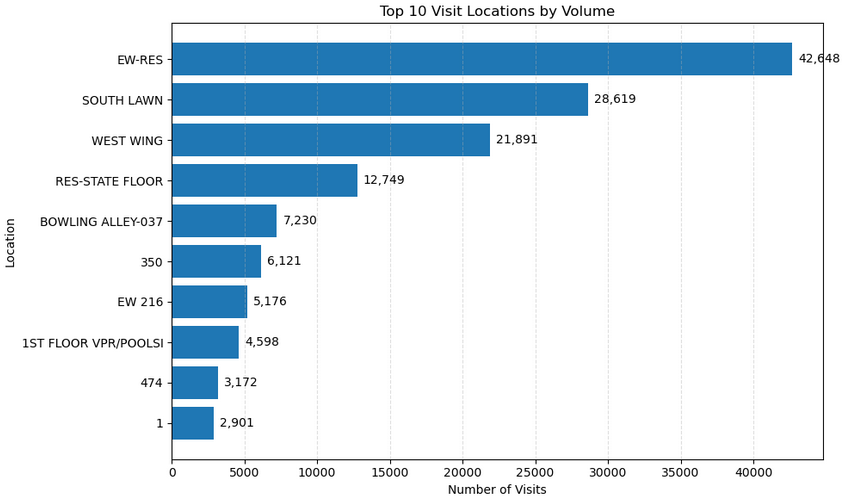 Top 10 Visit Locations by Volume
EW-RES 42,648
SOUTH LAWN 28,619
WEST WING 21,891
RES-STATE FLOOR 12,749
BOWLING ALLEY-037 7,230
350 6,121
EW 216 5,176
1ST FLOOR VPR/POOLSI 4,598
474 3,172
1 2,901
Location
0 5000 10000 15000 20000 25000 30000 35000 40000
Number of Visits